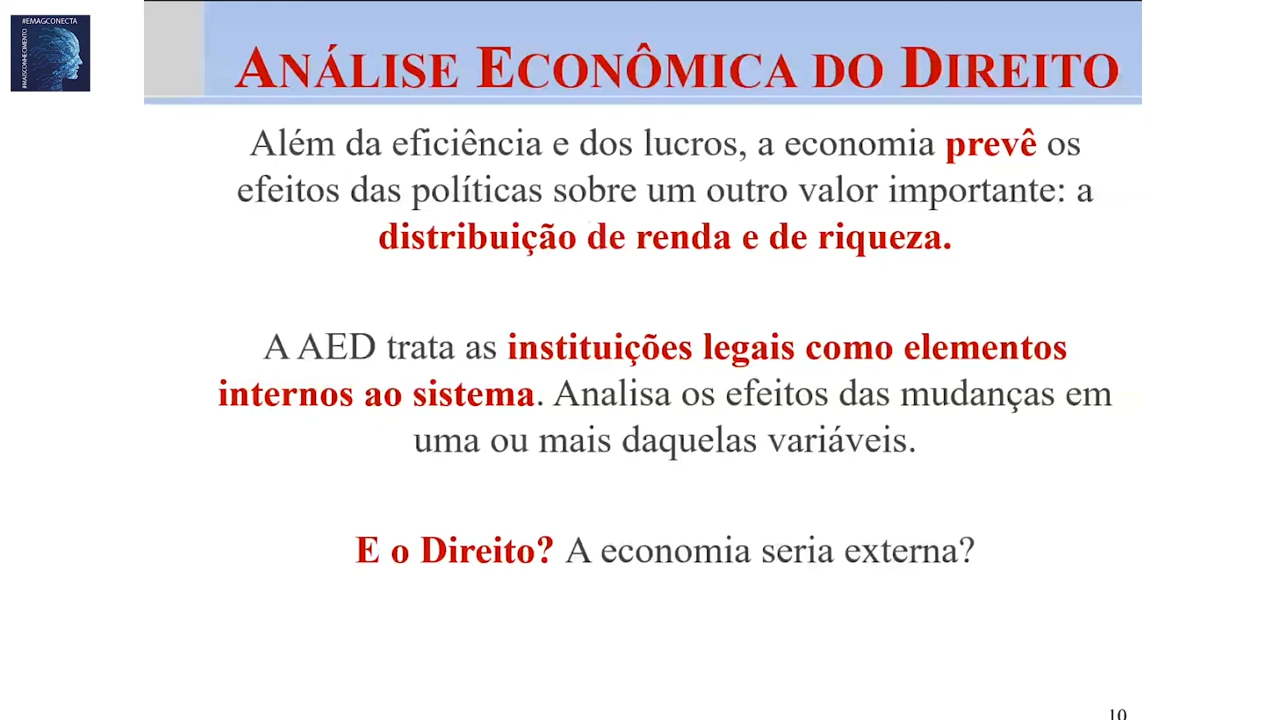 #EMAGCONECTA
#MAISCONHECIMENTO
ANÁLISE ECONÔMICA DO DIREITO
Além da eficiência e dos lucros, a economia prevê os
efeitos das políticas sobre um outro valor importante: a
distribuição de renda e de riqueza.
A AED trata as instituições legais como elementos
internos ao sistema. Analisa os efeitos das mudanças em
uma ou mais daquelas variáveis.
E o Direito? A economia seria externa?
10